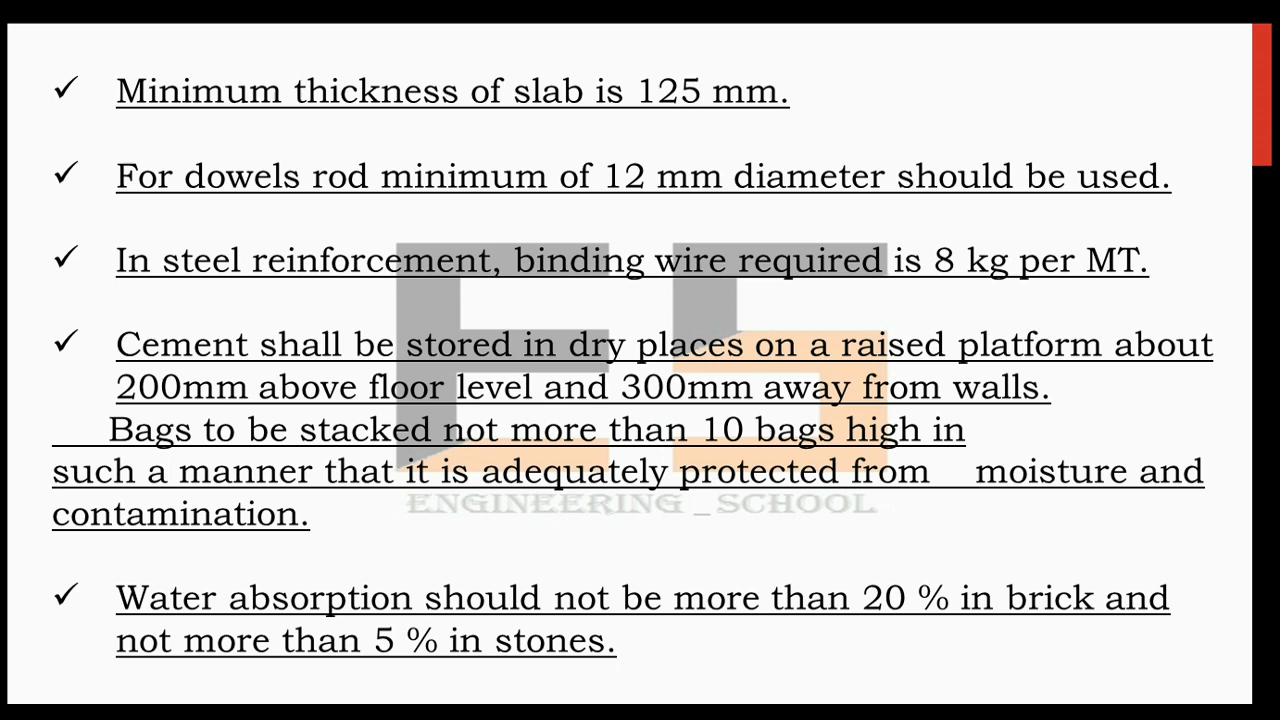 ✓ Minimum thickness of slab is 125 mm.
✓ For dowels rod minimum of 12 mm diameter should be used.
✓ In steel reinforcement, binding wire required is 8 kg per MT.
✓ Cement shall be stored in dry places on a raised platform about
200mm above floor level and 300mm away from walls.
Bags to be stacked not more than 10 bags high in
such a manner that it is adequately protected from moisture and
contamination.
ENGINEERING_SCHOOL
✓ Water absorption should not be more than 20 % in brick and
not more than 5 % in stones.